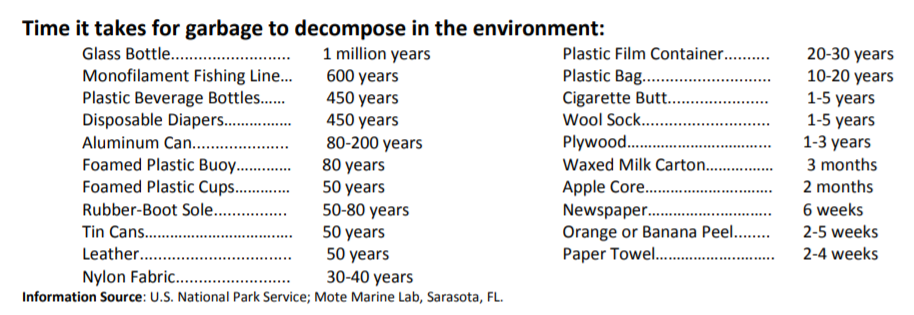 Time it takes for garbage to decompose in the environment:
Glass Bottle........................... 1 million years
Monofilament Fishing Line... 600 years
Plastic Beverage Bottles...... 450 years
Disposable Diapers................ 450 years
Aluminum Can...................... 80-200 years
Foamed Plastic Buoy............. 80 years
Foamed Plastic Cups............. 50 years
Rubber-Boot Sole................. 50-80 years
Tin Cans.................................. 50 years
Leather................................... 50 years
Nylon Fabric.......................... 30-40 years
Plastic Film Container.......... 20-30 years
Plastic Bag............................. 10-20 years
Cigarette Butt....................... 1-5 years
Wool Sock............................. 1-5 years
Plywood................................. 1-3 years
Waxed Milk Carton................ 3 months
Apple Core............................. 2 months
Newspaper............................ 6 weeks
Orange or Banana Peel........ 2-5 weeks
Paper Towel........................... 2-4 weeks
Information Source: U.S. National Park Service; Mote Marine Lab, Sarasota, FL.